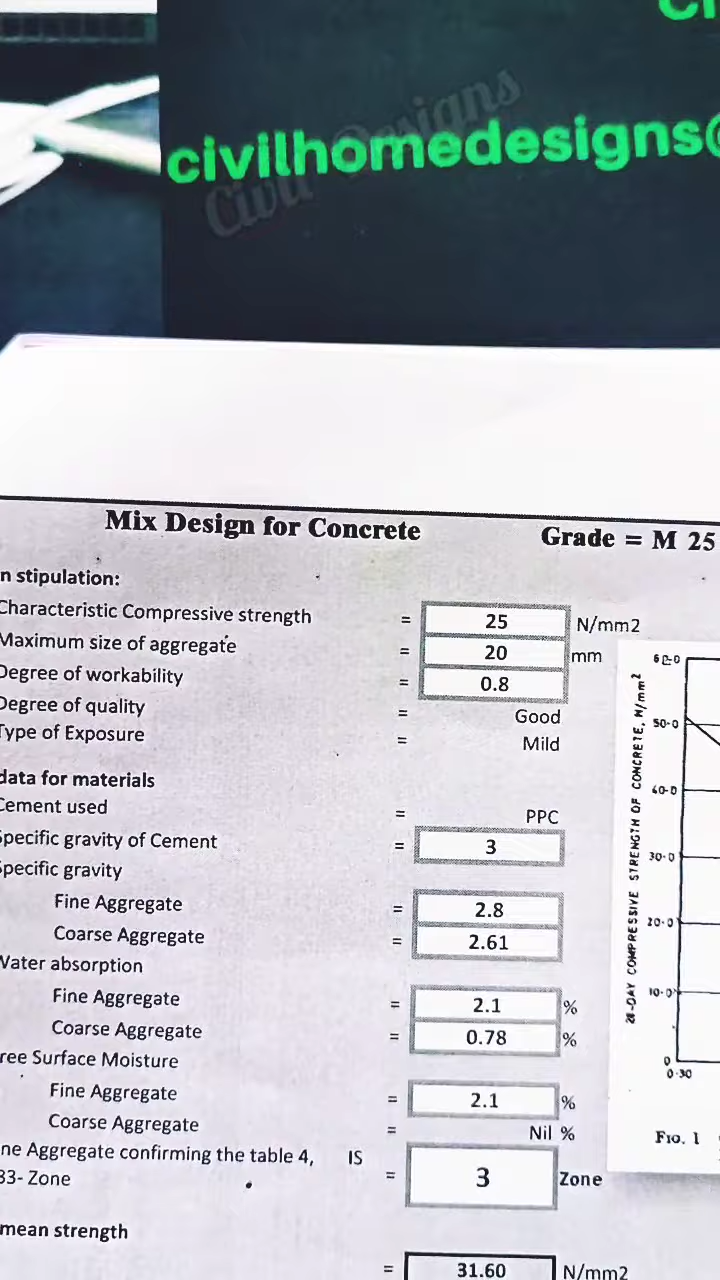 civilhomedesigns@
Civil Designs
Mix Design for Concrete Grade = M 25
n stipulation:
Characteristic Compressive strength = 25 N/mm2
Maximum size of aggregate = 20 mm
Degree of workability = 0.8
Degree of quality = Good
Type of Exposure = Mild
data for materials
Cement used = PPC
Specific gravity of Cement = 3
Specific gravity
Fine Aggregate = 2.8
Coarse Aggregate = 2.61
Water absorption
Fine Aggregate = 2.1 %
Coarse Aggregate = 0.78 %
ree Surface Moisture
Fine Aggregate = 2.1 %
Coarse Aggregate = Nil %
ne Aggregate confirming the table 4, IS
83- Zone = 3 Zone
mean strength
= 31.60 N/mm2
28-DAY COMPRESSIVE STRENGTH OF CONCRETE, N/mm²
60·0
50·0
40·0
30·0
20·0
10·0
0
0·30
FIG. 1